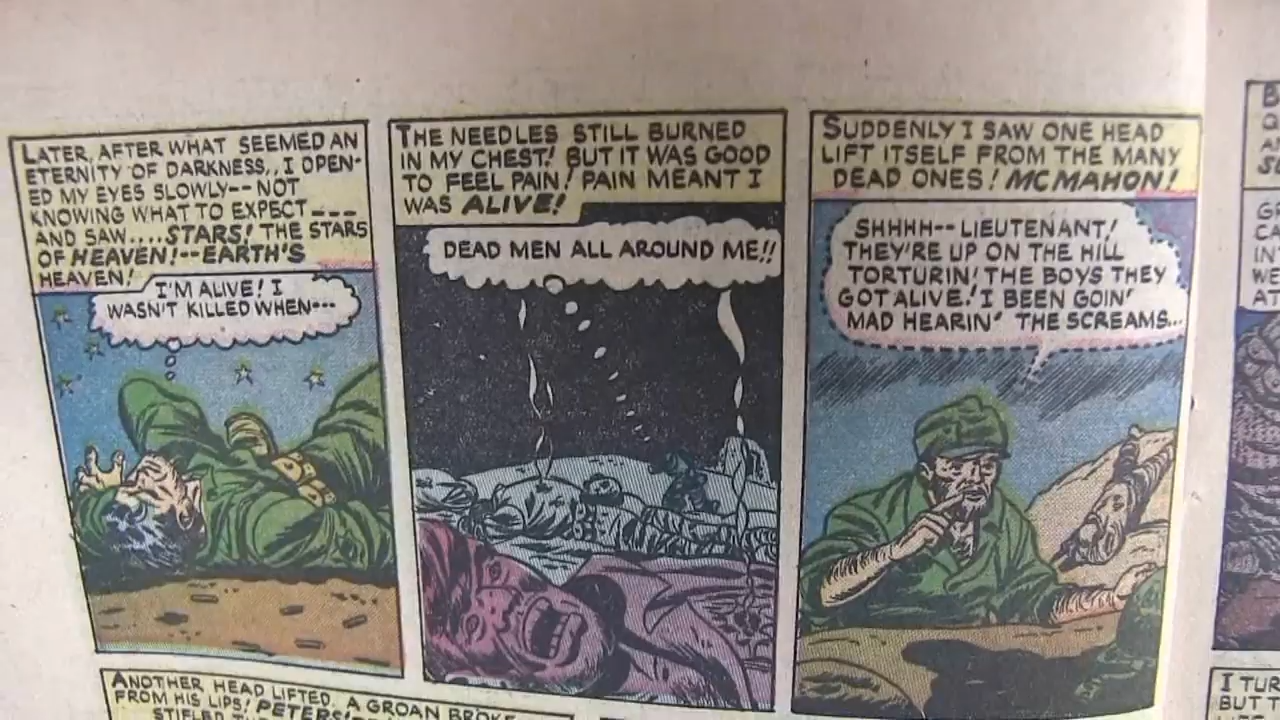 LATER, AFTER WHAT SEEMED AN
ETERNITY OF DARKNESS.. I OPEN-
ED MY EYES SLOWLY-- NOT
KNOWING WHAT TO EXPECT ---
AND SAW....STARS! THE STARS
OF HEAVEN!--EARTH'S
HEAVEN!
I'M ALIVE! I
WASN'T KILLED WHEN---
THE NEEDLES STILL BURNED
IN MY CHEST! BUT IT WAS GOOD
TO FEEL PAIN! PAIN MEANT I
WAS ALIVE!
DEAD MEN ALL AROUND ME!!
SUDDENLY I SAW ONE HEAD
LIFT ITSELF FROM THE MANY
DEAD ONES! MCMAHON!
SHHHH-- LIEUTENANT!
THEY'RE UP ON THE HILL
TORTURIN' THE BOYS THEY
GOT ALIVE! I BEEN GOIN'
MAD HEARIN' THE SCREAMS...
ANOTHER HEAD LIFTED. A GROAN BROKE
FROM HIS LIPS! PETERS!
I TUR
BUT T